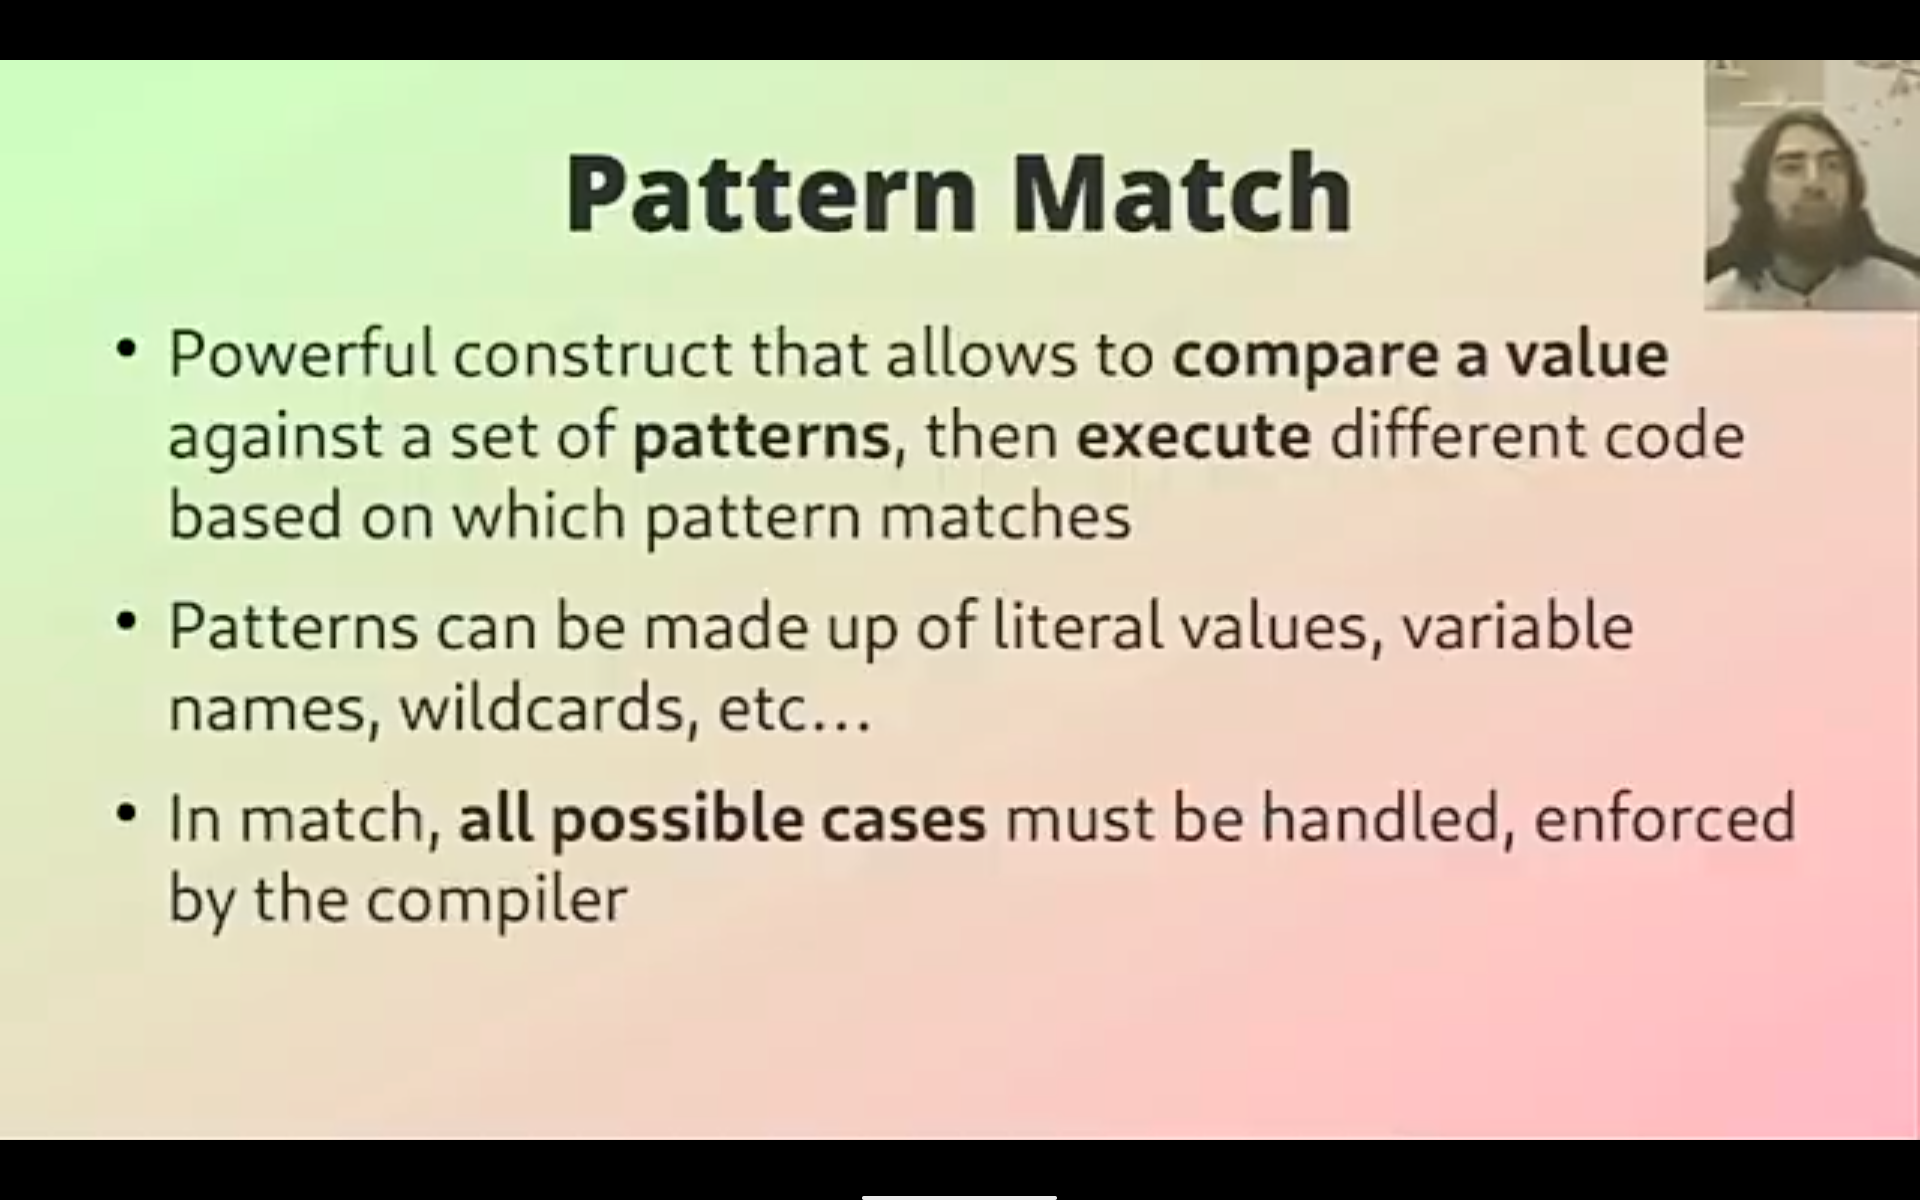 Pattern Match
• Powerful construct that allows to compare a value
against a set of patterns, then execute different code
based on which pattern matches
• Patterns can be made up of literal values, variable
names, wildcards, etc...
• In match, all possible cases must be handled, enforced
by the compiler